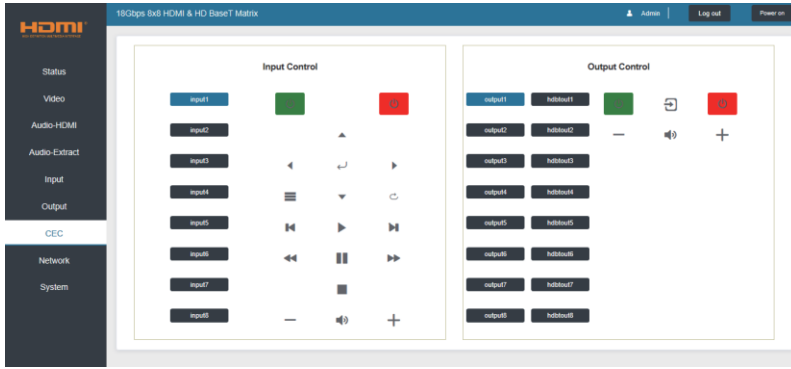 HDMI
18Gbps 8x8 HDMI & HD BaseT Matrix
Admin
Log out
Power on
Status
Video
Audio-HDMI
Audio-Extract
Input
Output
CEC
Network
System
Input Control
input1
input2
input3
input4
input5
input6
input7
input8
Output Control
output1 hdbtout1
output2 hdbtout2
output3 hdbtout3
output4 hdbtout4
output5 hdbtout5
output6 hdbtout6
output7 hdbtout7
output8 hdbtout8